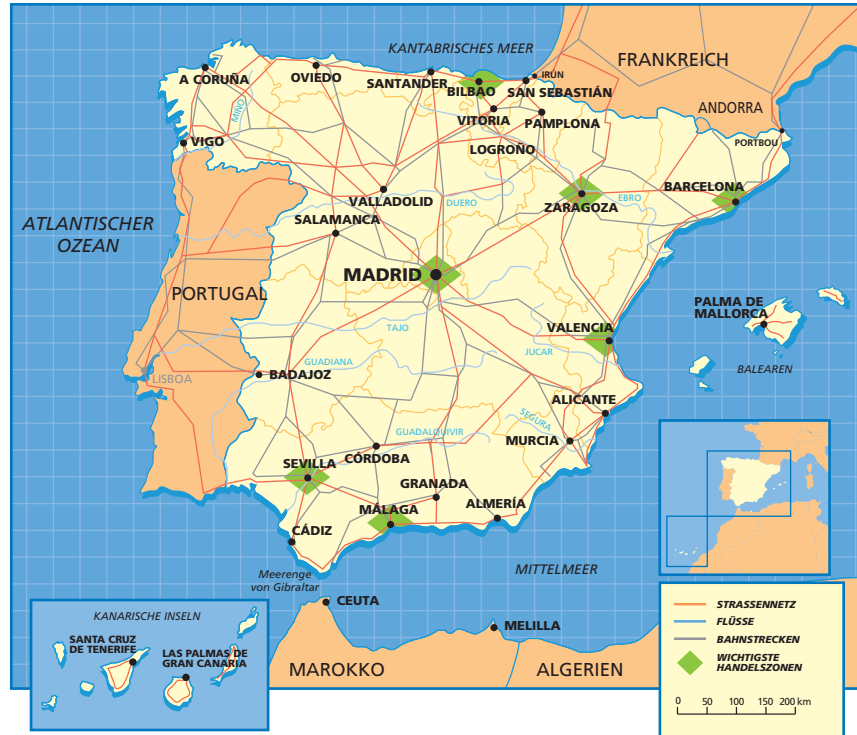 KANTABRISCHES MEER
FRANKREICH
A CORUÑA
OVIEDO
SANTANDER
BILBAO
IRÚN
SAN SEBASTIÁN
ANDORRA
MIÑO
VITORIA
PAMPLONA
VIGO
LOGROÑO
PORTBOU
BARCELONA
VALLADOLID
DUERO
ZARAGOZA
EBRO
ATLANTISCHER
OZEAN
SALAMANCA
MADRID
PORTUGAL
PALMA DE
MALLORCA
TAJO
VALENCIA
JUCAR
GUADIANA
BALEAREN
LISBOA
BADAJOZ
ALICANTE
SEGURA
GUADALQUIVIR
MURCIA
CÓRDOBA
SEVILLA
GRANADA
MÁLAGA
ALMERÍA
CÁDIZ
MITTELMEER
Meerenge
von Gibraltar
CEUTA
MELILLA
MAROKKO
ALGERIEN
KANARISCHE INSELN
SANTA CRUZ
DE TENERIFE
LAS PALMAS DE
GRAN CANARIA
STRASSENNETZ
FLÜSSE
BAHNSTRECKEN
WICHTIGSTE
HANDELSZONEN
0 50 100 150 200 km